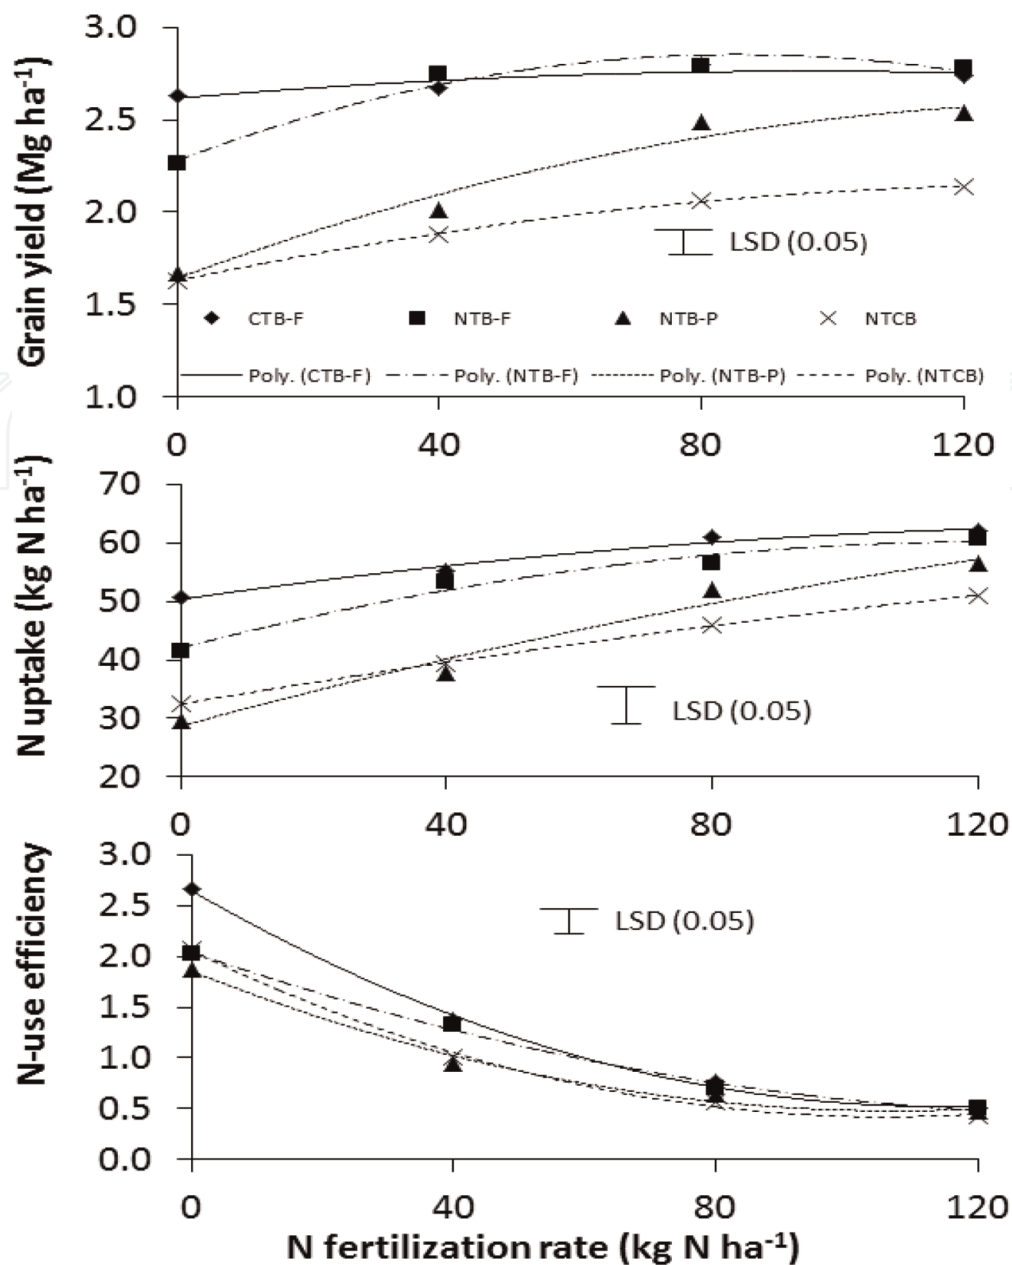 Grain yield (Mg ha⁻¹)
3.0
2.5
2.0
1.5
1.0
LSD (0.05)
CTB-F NTB-F NTB-P NTCB
Poly. (CTB-F) Poly. (NTB-F) Poly. (NTB-P) Poly. (NTCB)
0 40 80 120
N uptake (kg N ha⁻¹)
70
60
50
40
30
20
LSD (0.05)
0 40 80 120
N-use efficiency
3.0
2.5
2.0
1.5
1.0
0.5
0.0
LSD (0.05)
0 40 80 120
N fertilization rate (kg N ha⁻¹)